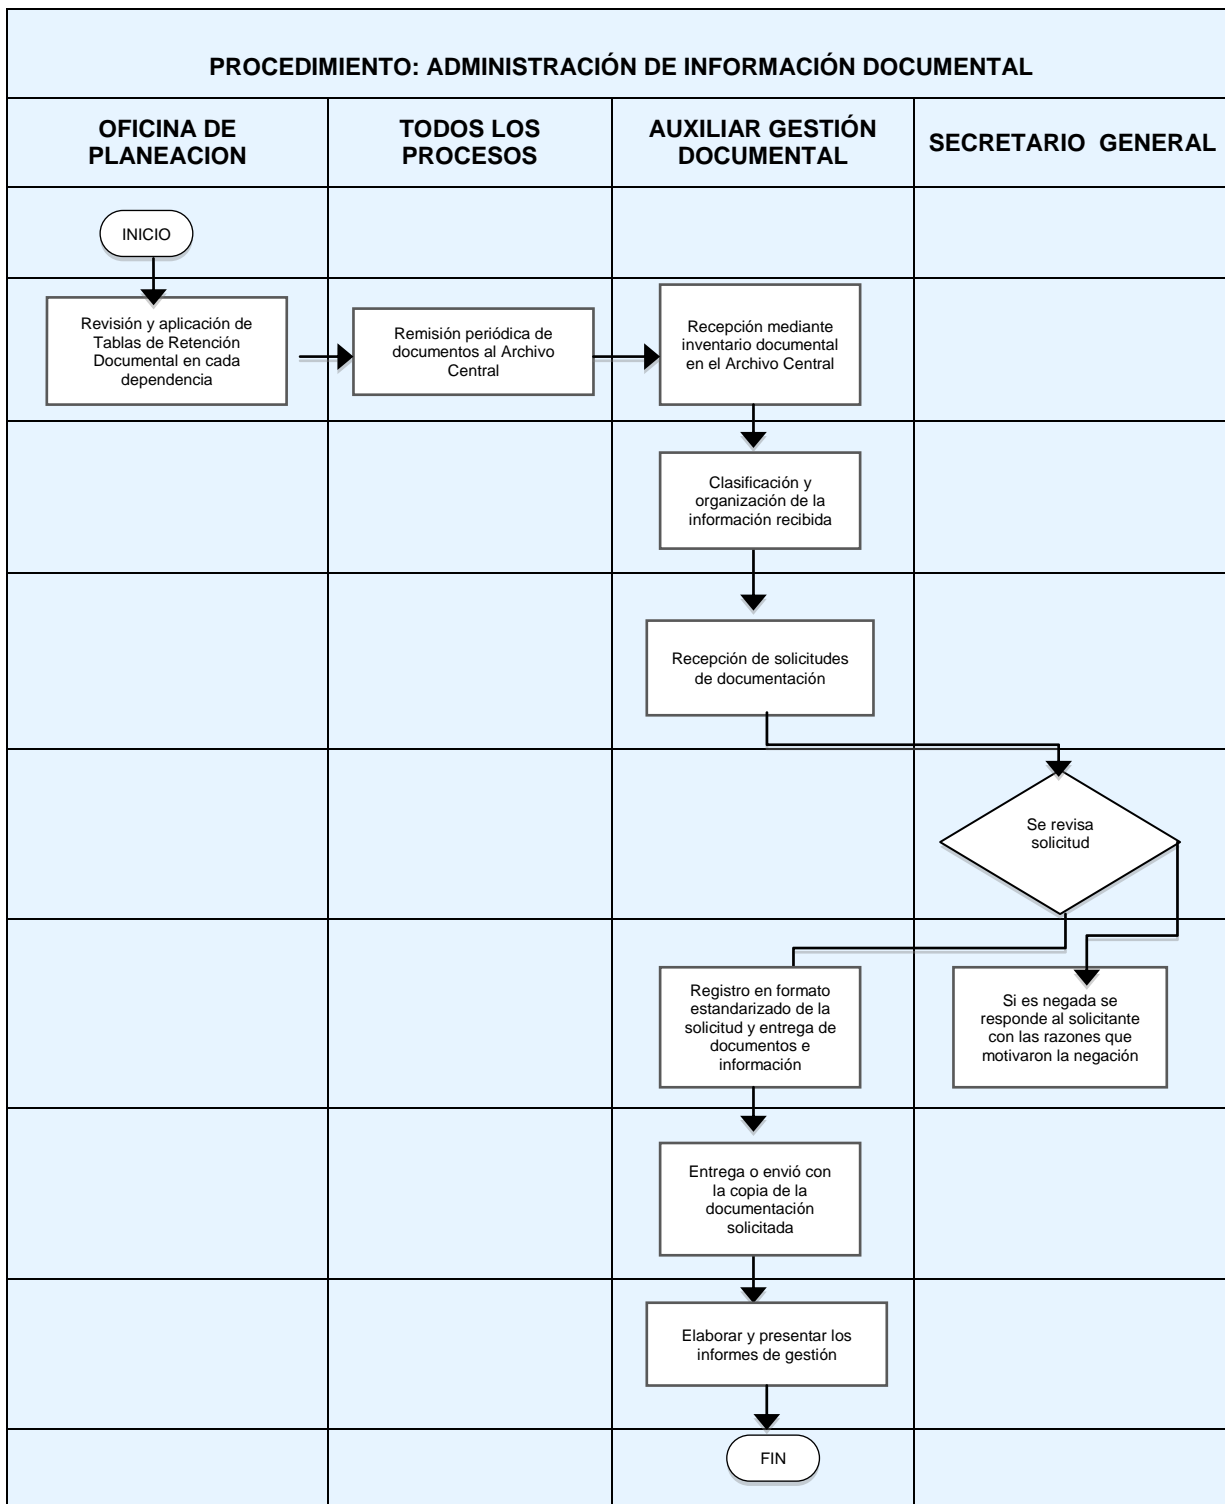 PROCEDIMIENTO: ADMINISTRACIÓN DE INFORMACIÓN DOCUMENTAL
OFICINA DE
PLANEACION
TODOS LOS
PROCESOS
AUXILIAR GESTIÓN
DOCUMENTAL
SECRETARIO GENERAL
INICIO
Revisión y aplicación de
Tablas de Retención
Documental en cada
dependencia
Remisión periódica de
documentos al Archivo
Central
Recepción mediante
inventario documental
en el Archivo Central
Clasificación y
organización de la
información recibida
Recepción de solicitudes
de documentación
Se revisa
solicitud
Registro en formato
estandarizado de la
solicitud y entrega de
documentos e
información
Si es negada se
responde al solicitante
con las razones que
motivaron la negación
Entrega o envió con
la copia de la
documentación
solicitada
Elaborar y presentar los
informes de gestión
FIN